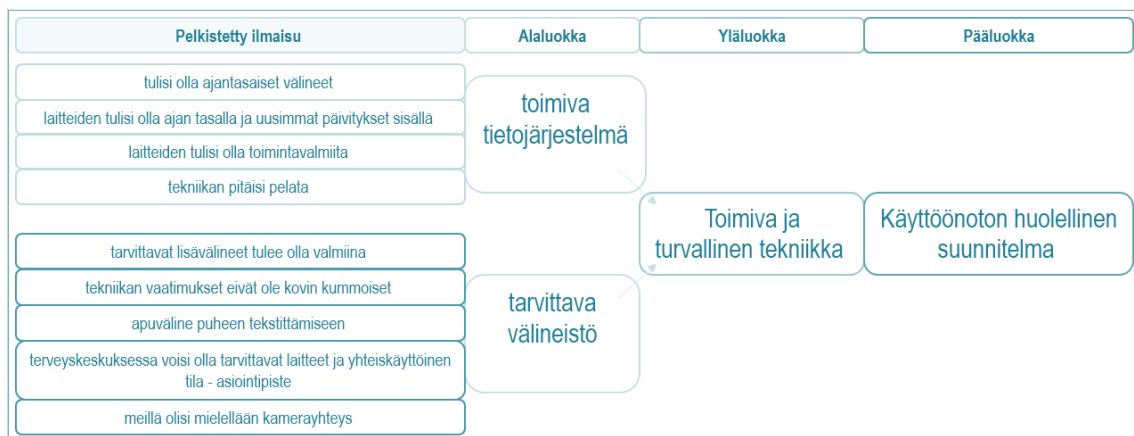 Pelkistetty ilmaisu
Alaluokka
Yläluokka
Pääluokka
tulisi olla ajantasaiset välineet
laitteiden tulisi olla ajan tasalla ja uusimmat päivitykset sisällä
laitteiden tulisi olla toimintavalmiita
tekniikan pitäisi pelata
toimiva
tietojärjestelmä
tarvittavat lisävälineet tulee olla valmiina
tekniikan vaatimukset eivät ole kovin kummoiset
apuväline puheen tekstittämiseen
terveyskeskuksessa voisi olla tarvittavat laitteet ja yhteiskäyttöinen
tila - asiointipiste
meillä olisi mielellään kamerayhteys
tarvittava
välineistö
Toimiva ja
turvallinen tekniikka
Käyttöönoton huolellinen
suunnitelma